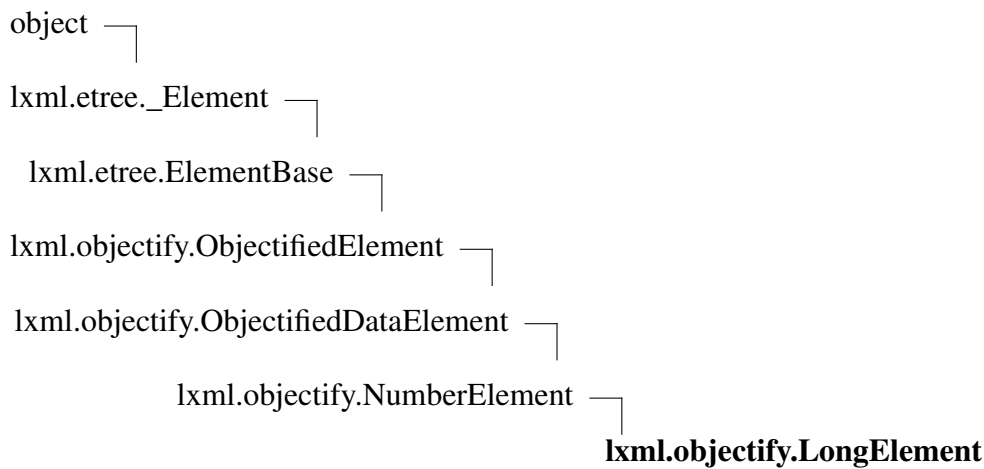 object
lxml.etree._Element
lxml.etree.ElementBase
lxml.objectify.ObjectifiedElement
lxml.objectify.ObjectifiedDataElement
lxml.objectify.NumberElement
lxml.objectify.LongElement